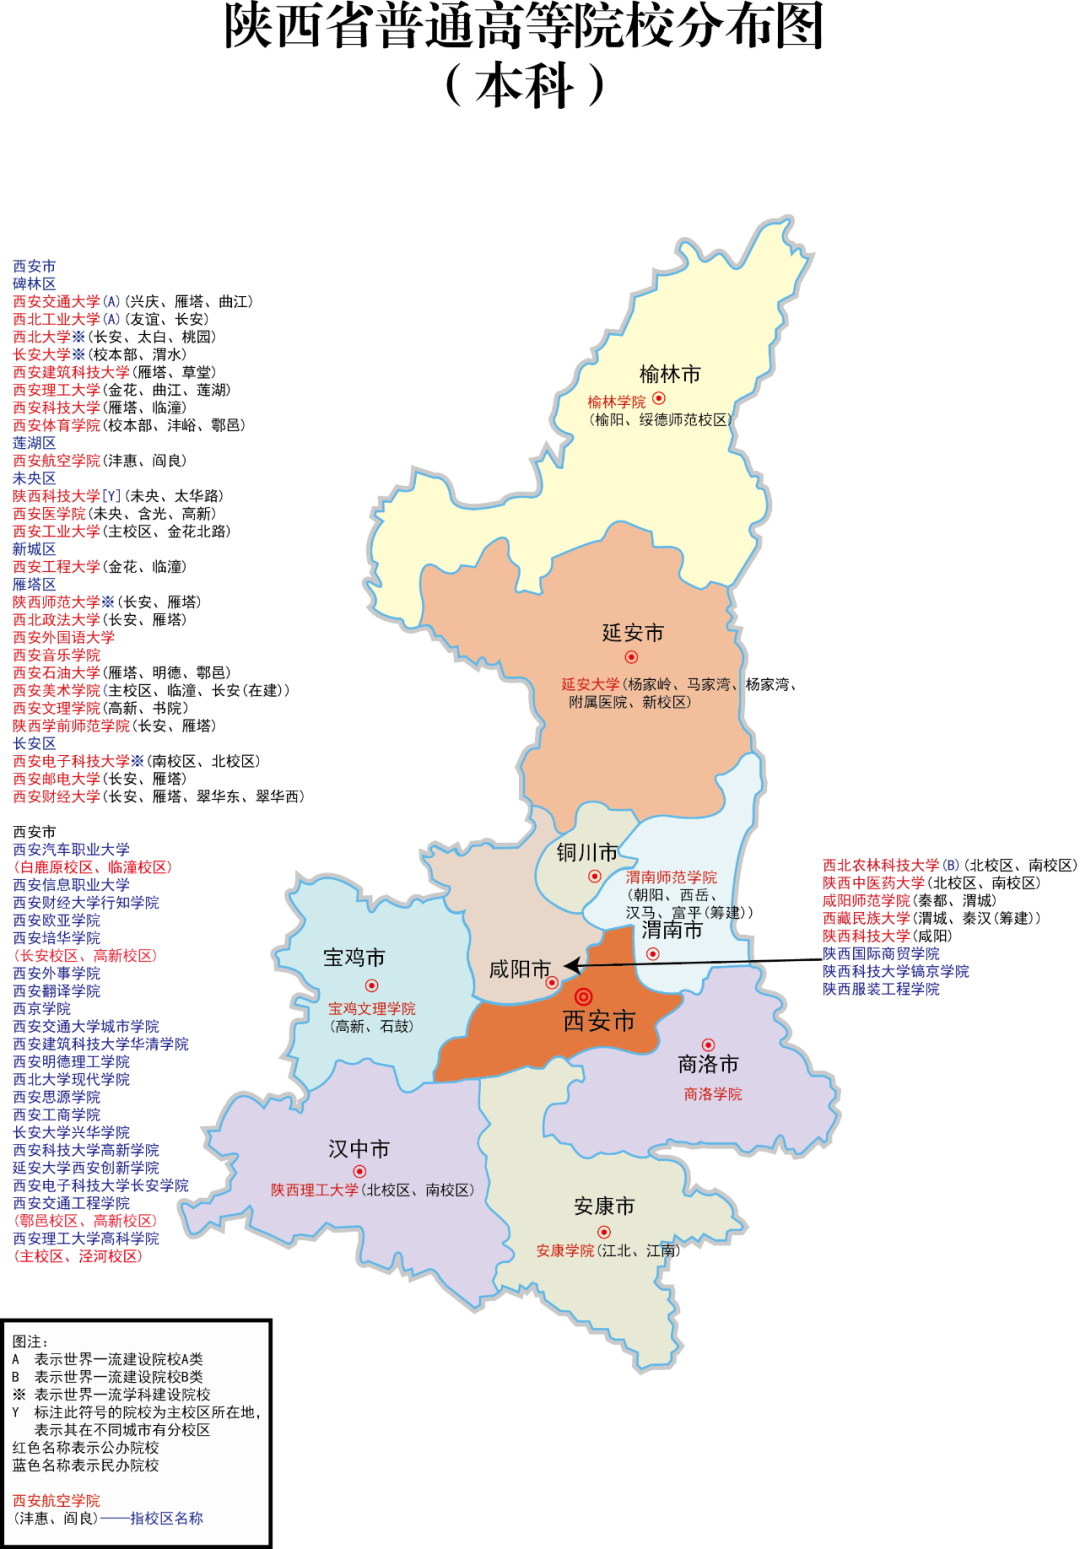 陕西省普通高等院校分布图
（本科）
西安市
碑林区
西安交通大学(A)(兴庆、雁塔、曲江)
西北工业大学(A)(友谊、长安)
西北大学※(长安、太白、桃园)
长安大学※(校本部、渭水)
西安建筑科技大学(雁塔、草堂)
西安理工大学(金花、曲江、莲湖)
西安科技大学(雁塔、临潼)
西安体育学院(校本部、沣峪、鄠邑)
莲湖区
西安航空学院(沣惠、阎良)
未央区
陕西科技大学[Y](未央、太华路)
西安医学院(未央、含光、高新)
西安工业大学(主校区、金花北路)
新城区
西安工程大学(金花、临潼)
雁塔区
陕西师范大学※(长安、雁塔)
西北政法大学(长安、雁塔)
西安外国语大学
西安音乐学院
西安石油大学(雁塔、明德、鄠邑)
西安美术学院(主校区、临潼、长安(在建))
西安文理学院(高新、书院)
陕西学前师范学院(长安、雁塔)
长安区
西安电子科技大学※(南校区、北校区)
西安邮电大学(长安、雁塔)
西安财经大学(长安、雁塔、翠华东、翠华西)
西安市
西安汽车职业大学
(白鹿原校区、临潼校区)
西安信息职业大学
西安财经大学行知学院
西安欧亚学院
西安培华学院
(长安校区、高新校区)
西安外事学院
西安翻译学院
西京学院
西安交通大学城市学院
西安建筑科技大学华清学院
西安明德理工学院
西北大学现代学院
西安思源学院
西安工商学院
长安大学兴华学院
西安科技大学高新学院
延安大学西安创新学院
西安电子科技大学长安学院
西安交通工程学院
(鄠邑校区、高新校区)
西安理工大学高科学院
(主校区、泾河校区)
榆林市
榆林学院
(榆阳、绥德师范校区)
延安市
延安大学(杨家岭、马家湾、杨家湾、
附属医院、新校区)
铜川市
渭南师范学院
(朝阳、西岳、
汉马、富平(筹建))
渭南市
宝鸡市
宝鸡文理学院
(高新、石鼓)
咸阳市
西安市
商洛市
商洛学院
汉中市
陕西理工大学(北校区、南校区)
安康市
安康学院(江北、江南)
西北农林科技大学(B)(北校区、南校区)
陕西中医药大学(北校区、南校区)
咸阳师范学院(秦都、渭城)
西藏民族大学(渭城、秦汉(筹建))
陕西科技大学(咸阳)
陕西国际商贸学院
陕西科技大学镐京学院
陕西服装工程学院
图注：
A 表示世界一流建设院校A类
B 表示世界一流建设院校B类
※ 表示世界一流学科建设院校
Y 标注此符号的院校为主校区所在地，
表示其在不同城市有分校区
红色名称表示公办院校
蓝色名称表示民办院校
西安航空学院
(沣惠、阎良)——指校区名称